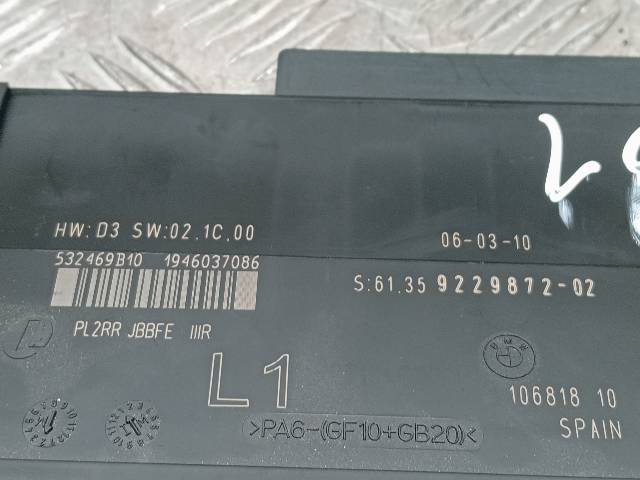 HW: D3 SW:02.1C.00
06-03-10
532469B10 1946037086
S:61.35 9229872-02
PL2RR JBBFE IIIR
BMW
L1
106818 10
>PA6-(GF10+GB20)<
SPAIN